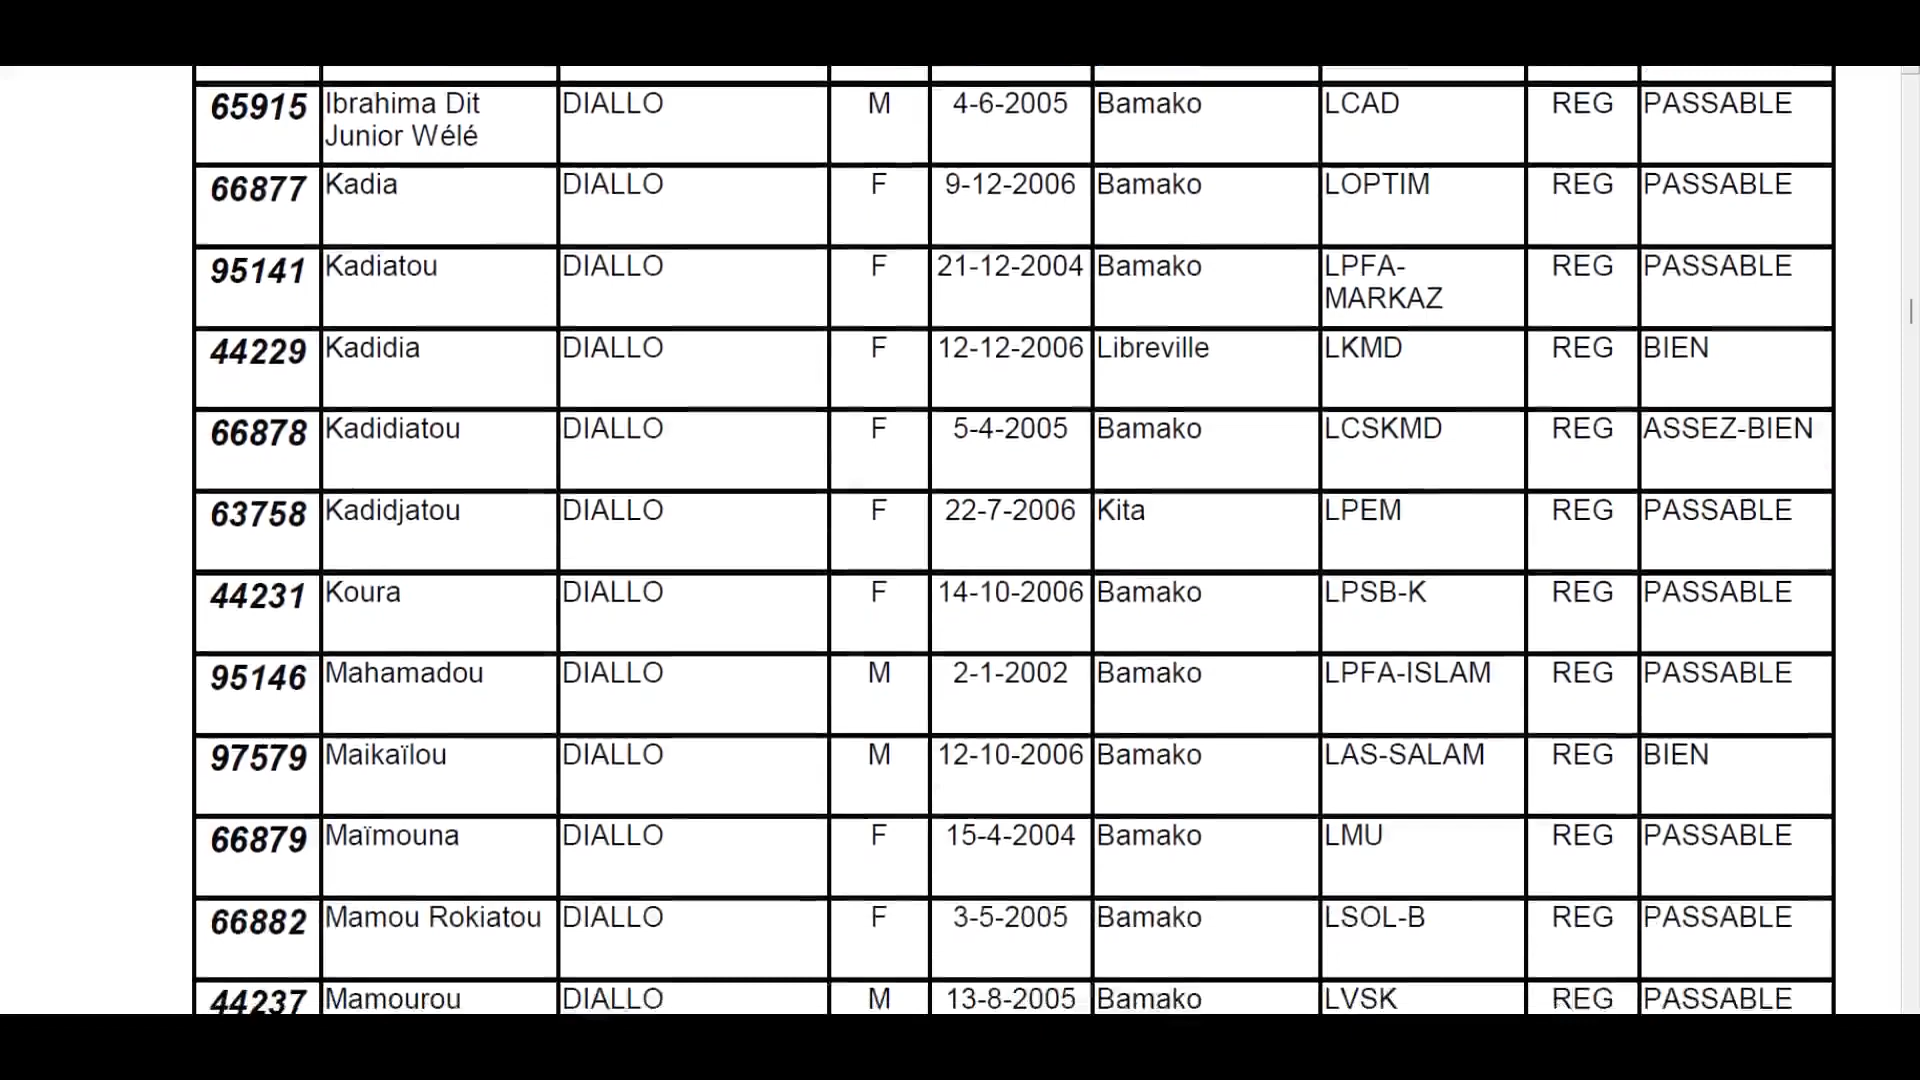 65915 Ibrahima Dit Junior Wélé DIALLO M 4-6-2005 Bamako LCAD REG PASSABLE
66877 Kadia DIALLO F 9-12-2006 Bamako LOPTIM REG PASSABLE
95141 Kadiatou DIALLO F 21-12-2004 Bamako LPFA-MARKAZ REG PASSABLE
44229 Kadidia DIALLO F 12-12-2006 Libreville LKMD REG BIEN
66878 Kadidiatou DIALLO F 5-4-2005 Bamako LCSKMD REG ASSEZ-BIEN
63758 Kadidjatou DIALLO F 22-7-2006 Kita LPEM REG PASSABLE
44231 Koura DIALLO F 14-10-2006 Bamako LPSB-K REG PASSABLE
95146 Mahamadou DIALLO M 2-1-2002 Bamako LPFA-ISLAM REG PASSABLE
97579 Maikaïlou DIALLO M 12-10-2006 Bamako LAS-SALAM REG BIEN
66879 Maïmouna DIALLO F 15-4-2004 Bamako LMU REG PASSABLE
66882 Mamou Rokiatou DIALLO F 3-5-2005 Bamako LSOL-B REG PASSABLE
44237 Mamourou DIALLO M 13-8-2005 Bamako LVSK REG PASSABLE